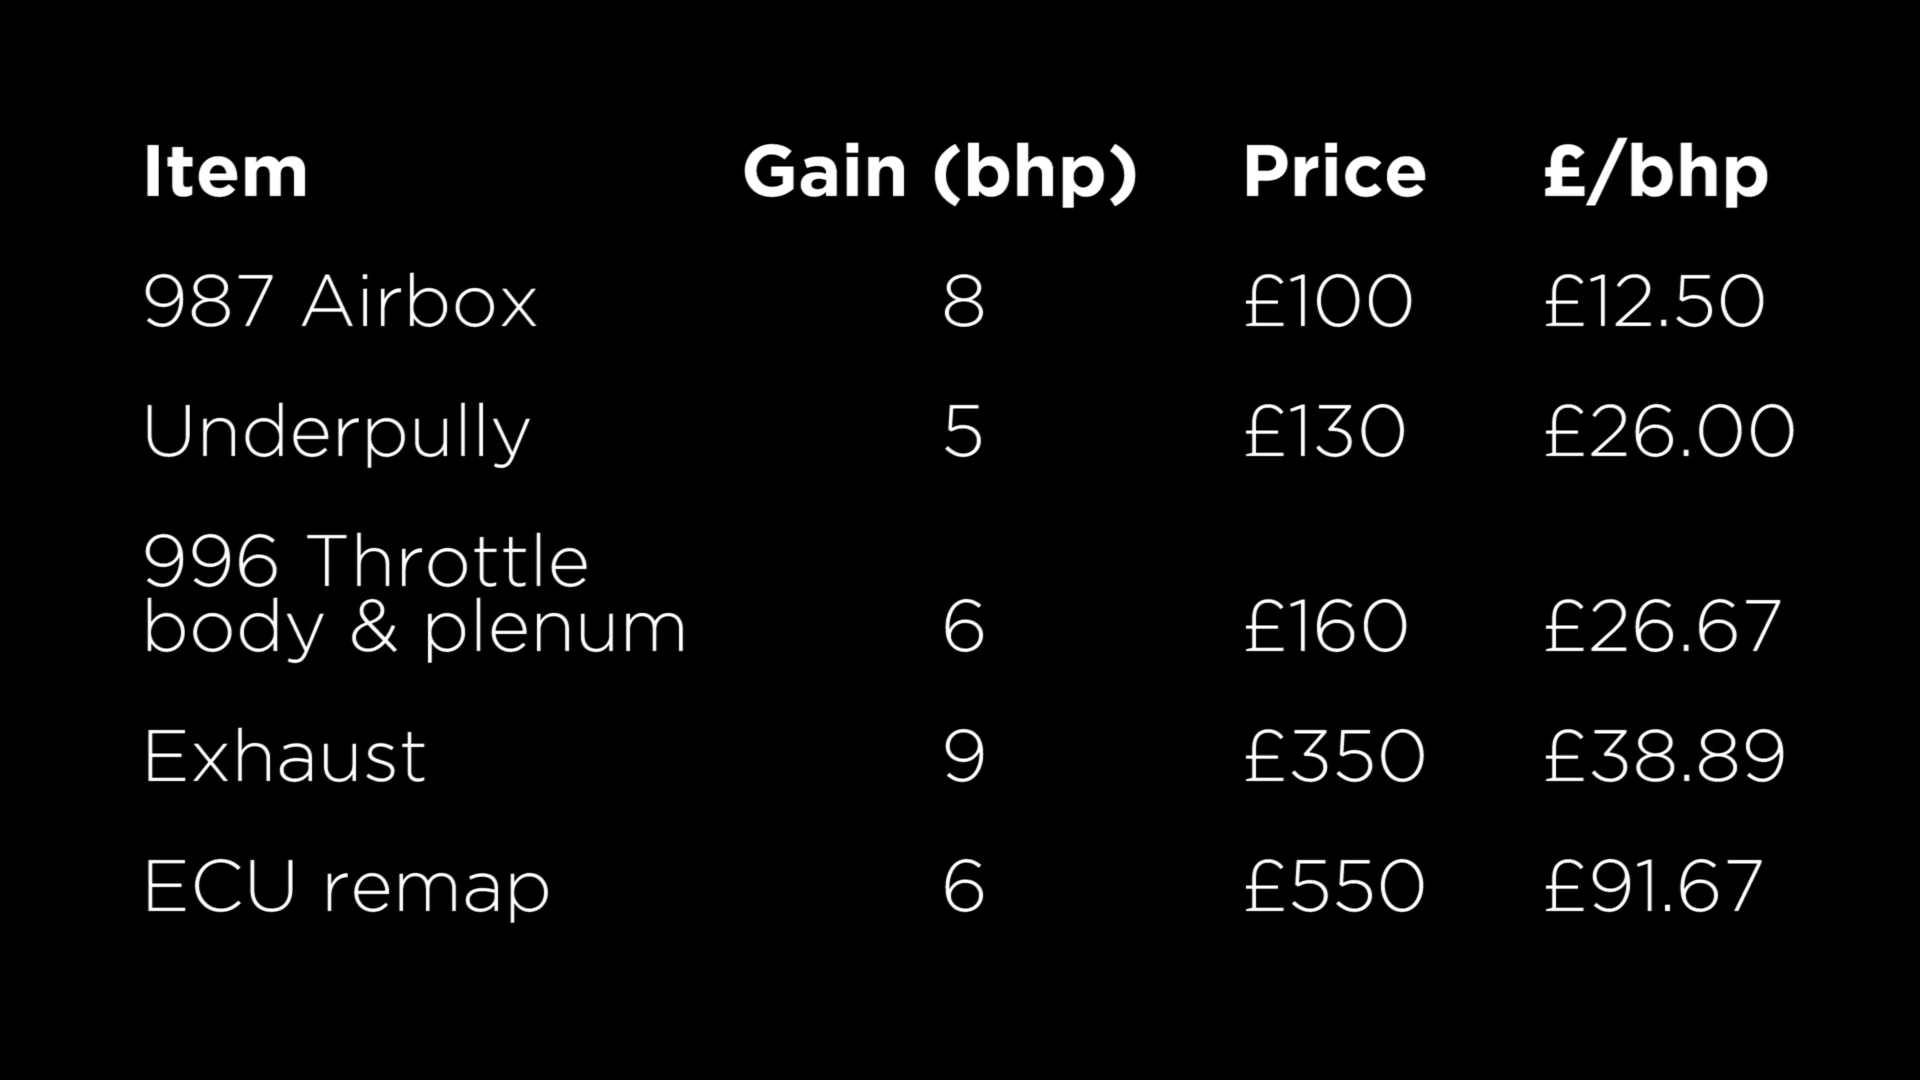 Item Gain (bhp) Price £/bhp
987 Airbox 8 £100 £12.50
Underpully 5 £130 £26.00
996 Throttle
body & plenum 6 £160 £26.67
Exhaust 9 £350 £38.89
ECU remap 6 £550 £91.67